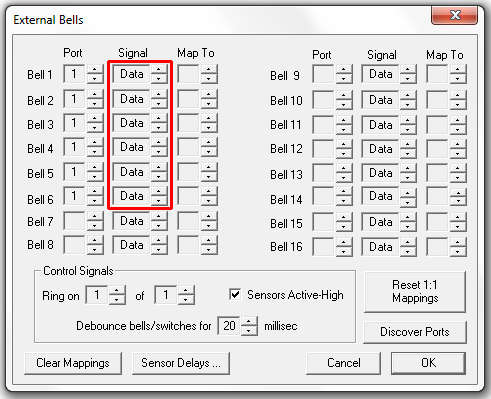 External Bells
Port Signal Map To Port Signal Map To
Bell 1 1 Data Bell 9 Data
Bell 2 1 Data Bell 10 Data
Bell 3 1 Data Bell 11 Data
Bell 4 1 Data Bell 12 Data
Bell 5 1 Data Bell 13 Data
Bell 6 1 Data Bell 14 Data
Bell 7 Data Bell 15 Data
Bell 8 Data Bell 16 Data
Control Signals
Ring on 1 of 1 Sensors Active-High
Reset 1:1
Mappings
Debounce bells/switches for 20 millisec
Discover Ports
Clear Mappings Sensor Delays ... Cancel OK